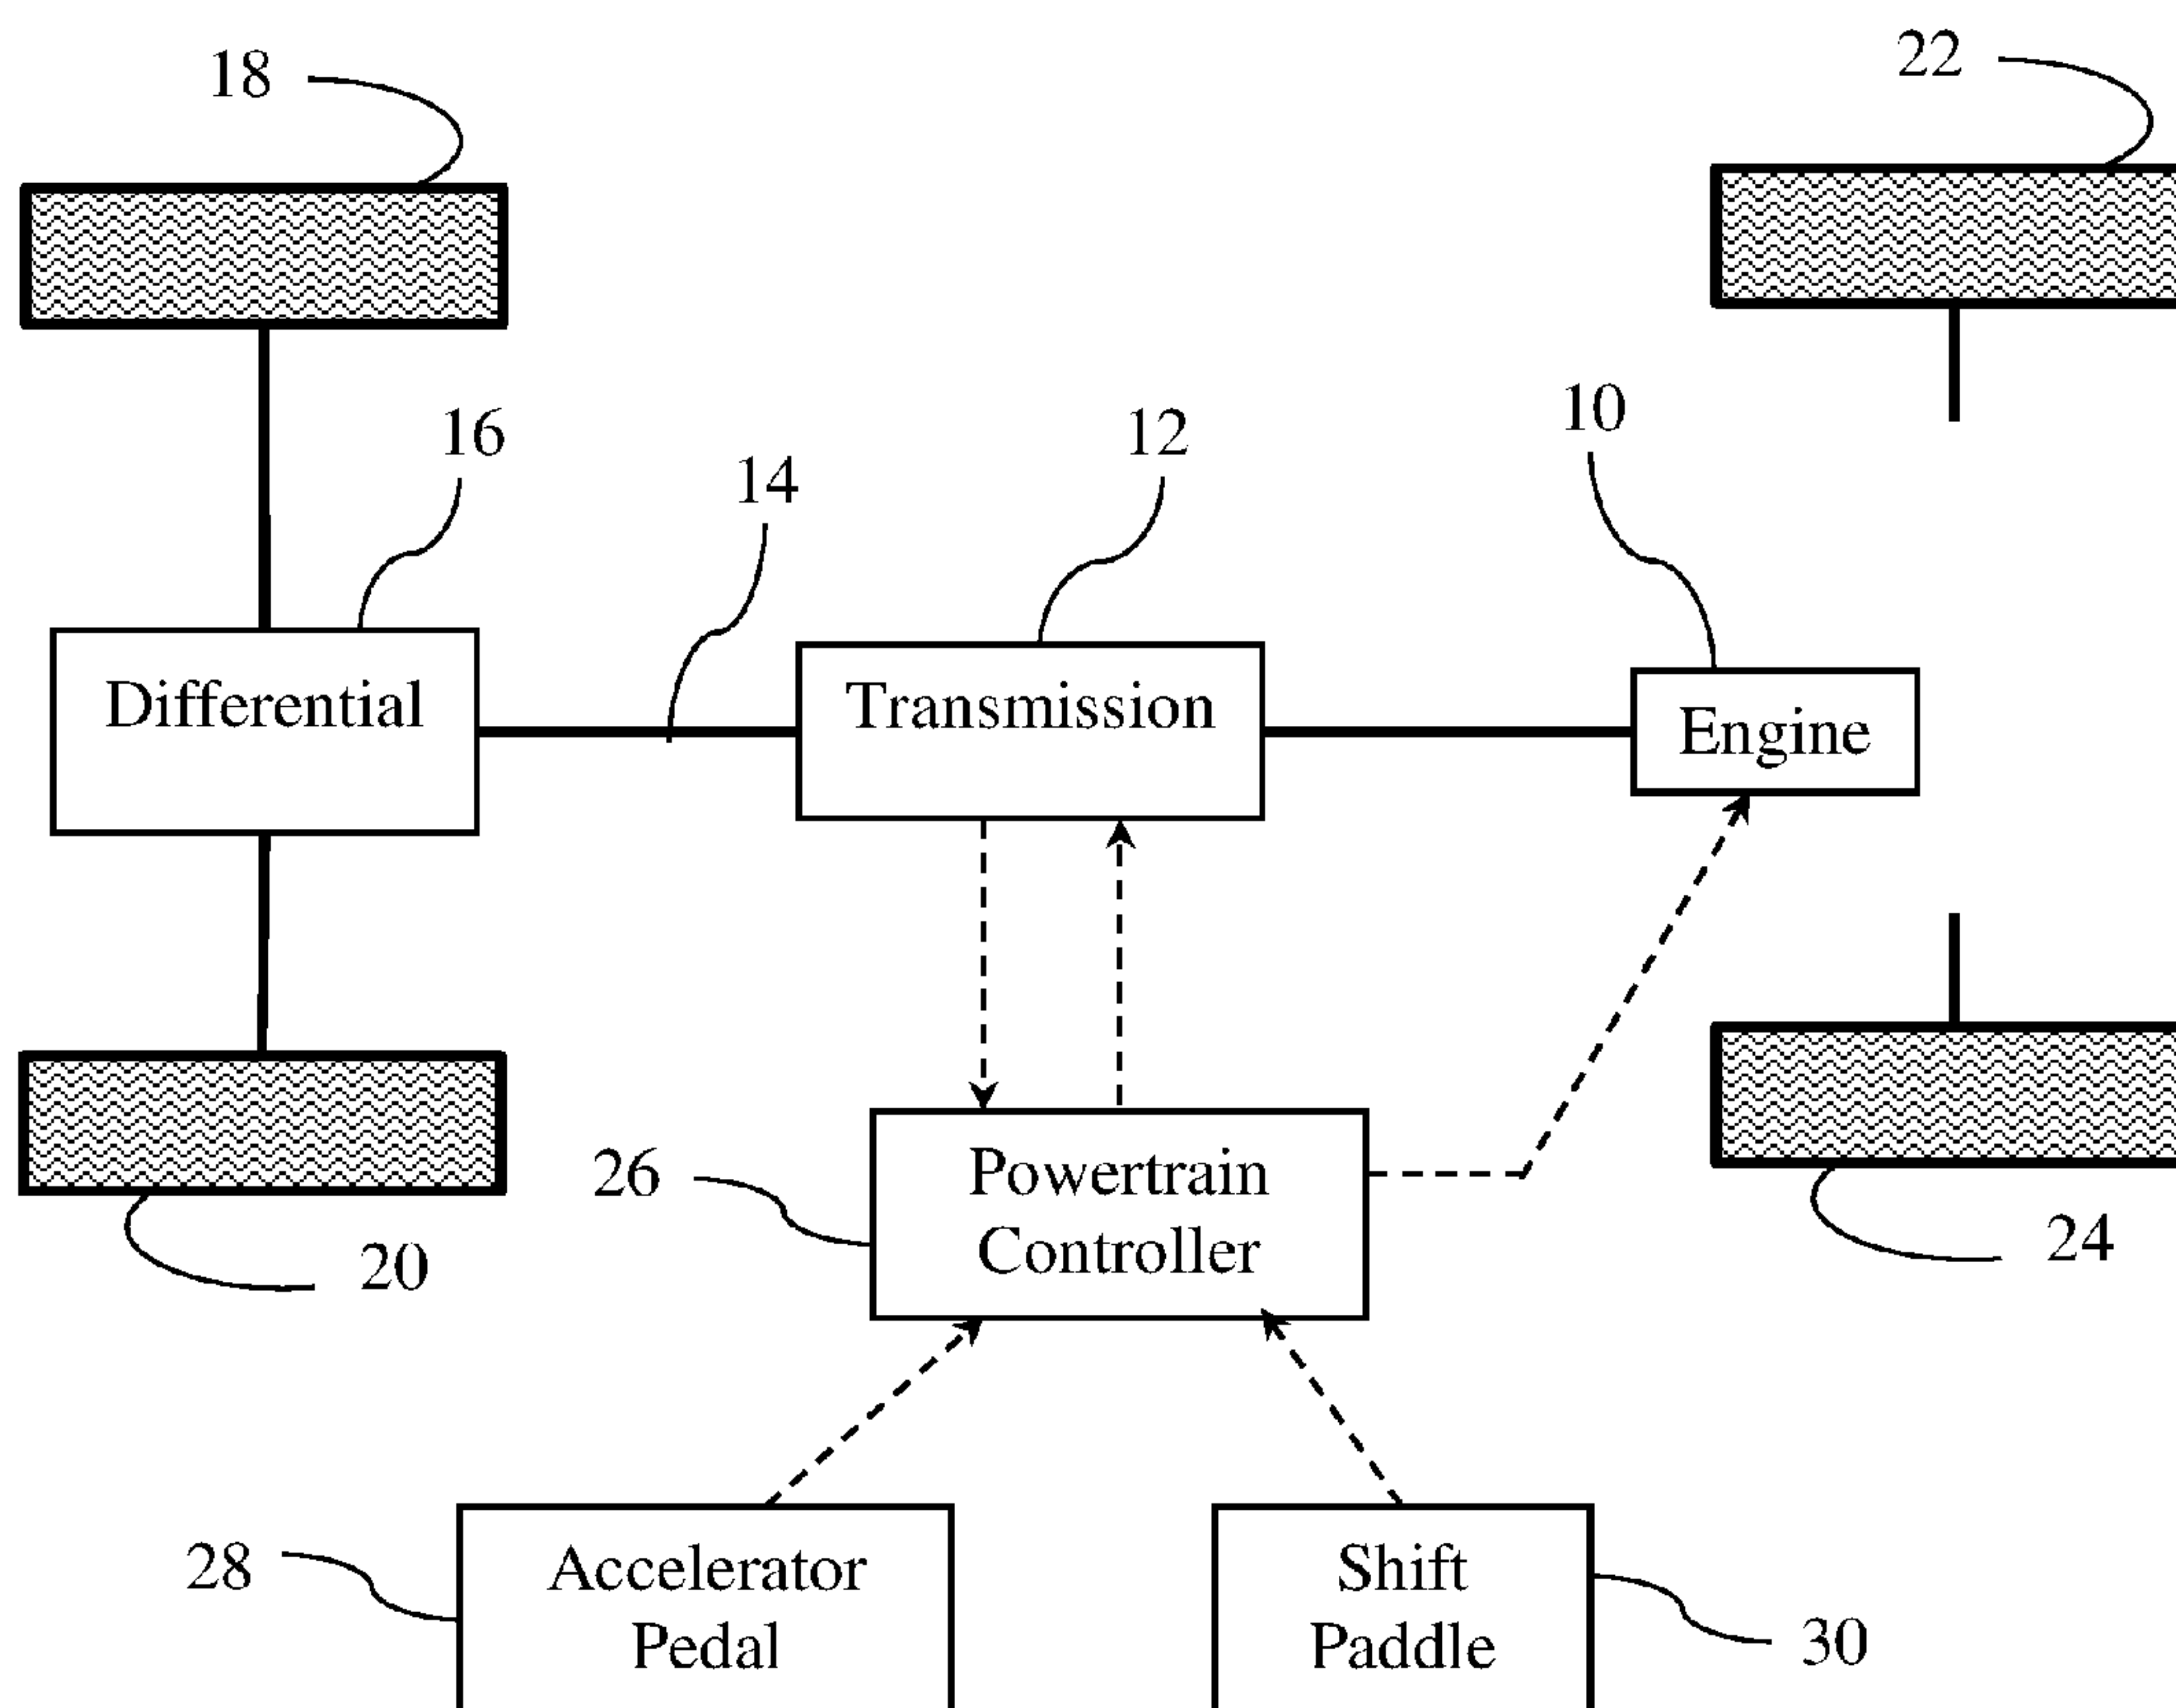 18
22
10
16
12
14
Differential
Transmission
Engine
26
Powertrain
Controller
20
24
28
Accelerator
Pedal
Shift
Paddle
30